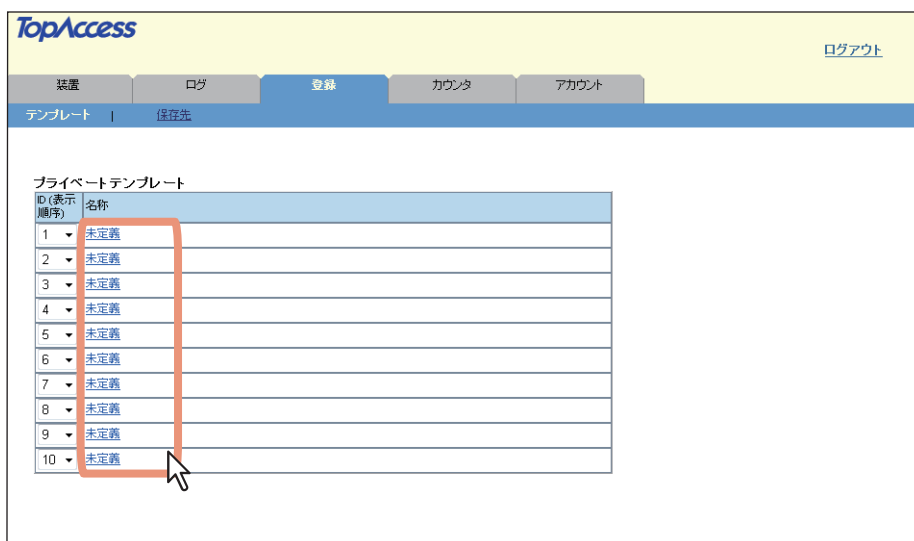 TopAccess
ログアウト
装置 ログ 登録 カウンタ アカウント
テンプレート | 保存先
プライベートテンプレート
ID (表示順序) 名称
1 未定義
2 未定義
3 未定義
4 未定義
5 未定義
6 未定義
7 未定義
8 未定義
9 未定義
10 未定義